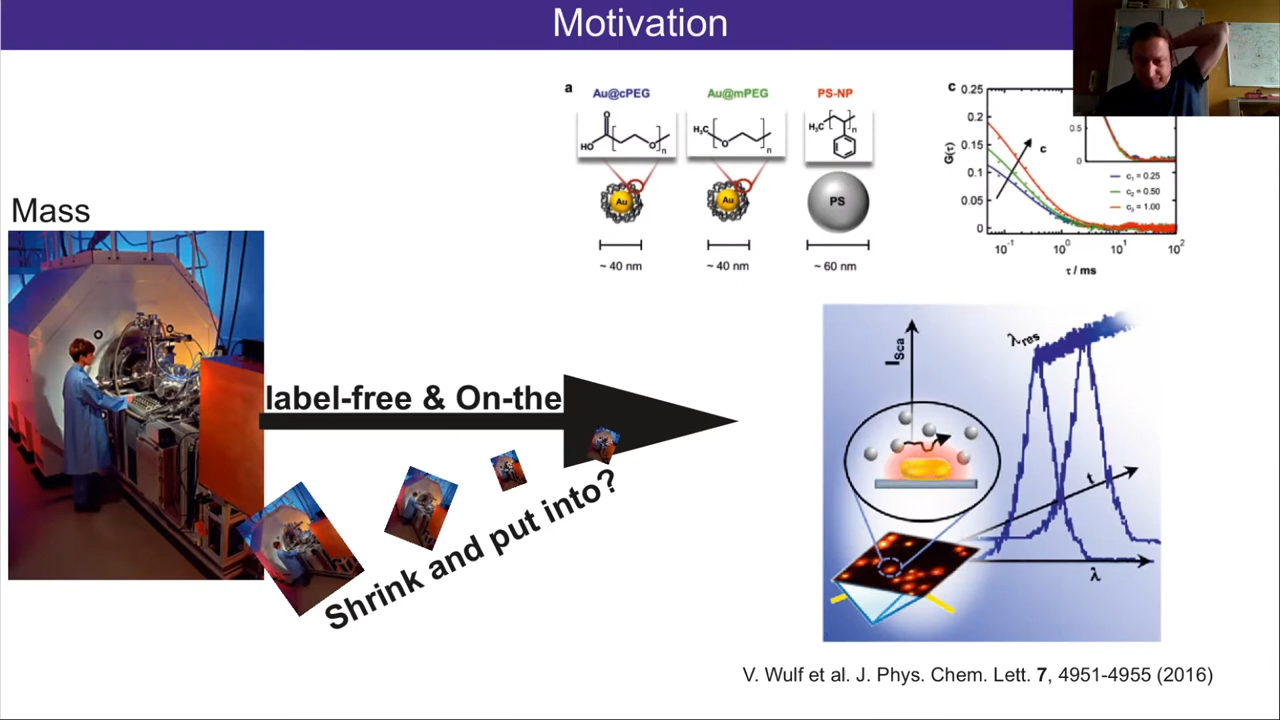 Motivation
Mass
label-free & On-the
Shrink and put into?
a
Au@cPEG
Au@mPEG
PS-NP
O
HO
O
n
H₃C
O
n
H₃C
n
Au
Au
PS
~ 40 nm
~ 40 nm
~ 60 nm
c
0.25
0.2
0.15
0.1
0.05
0
G(τ)
c
0.5
0
c₁ = 0.25
c₂ = 0.50
c₃ = 1.00
10⁻¹
10⁰
10¹
10²
τ / ms
I_Sca
λ_res
t
λ
V. Wulf et al. J. Phys. Chem. Lett. 7, 4951-4955 (2016)